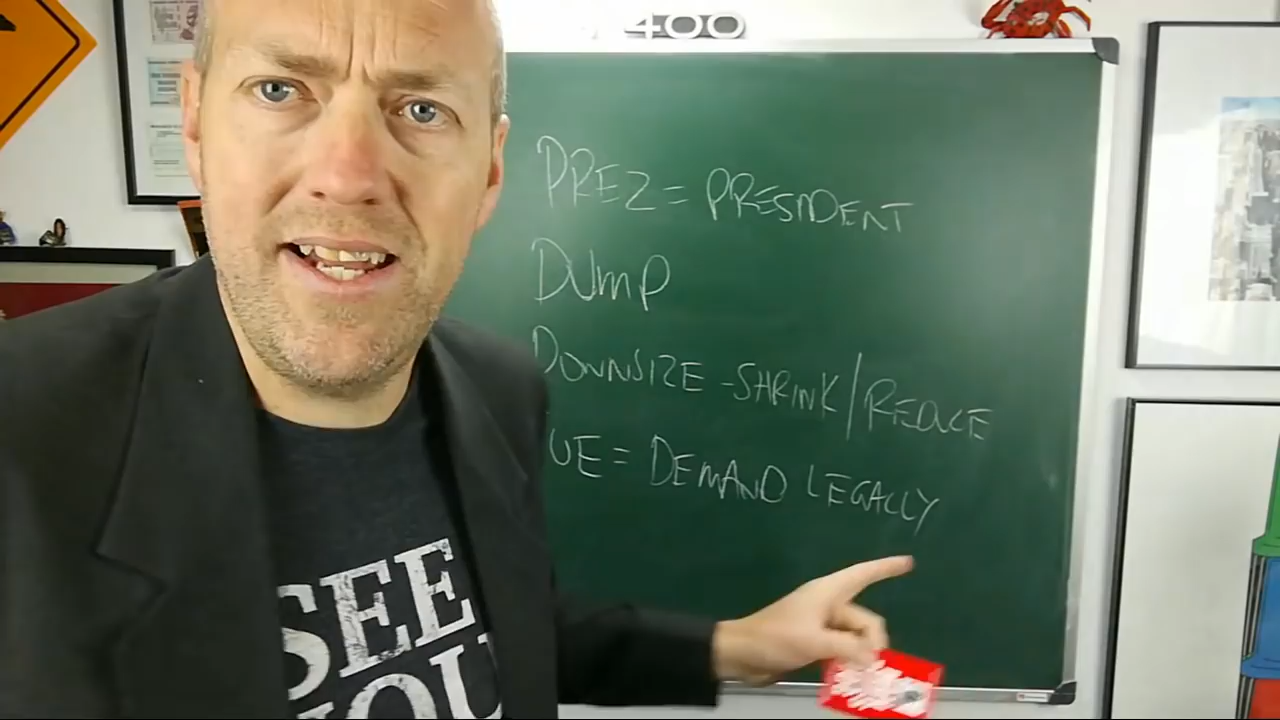 400
PREZ = PRESIDENT
DUMP
DOWNSIZE - SHRINK/REDUCE
UE = DEMAND LEGALLY
SEE
YOU